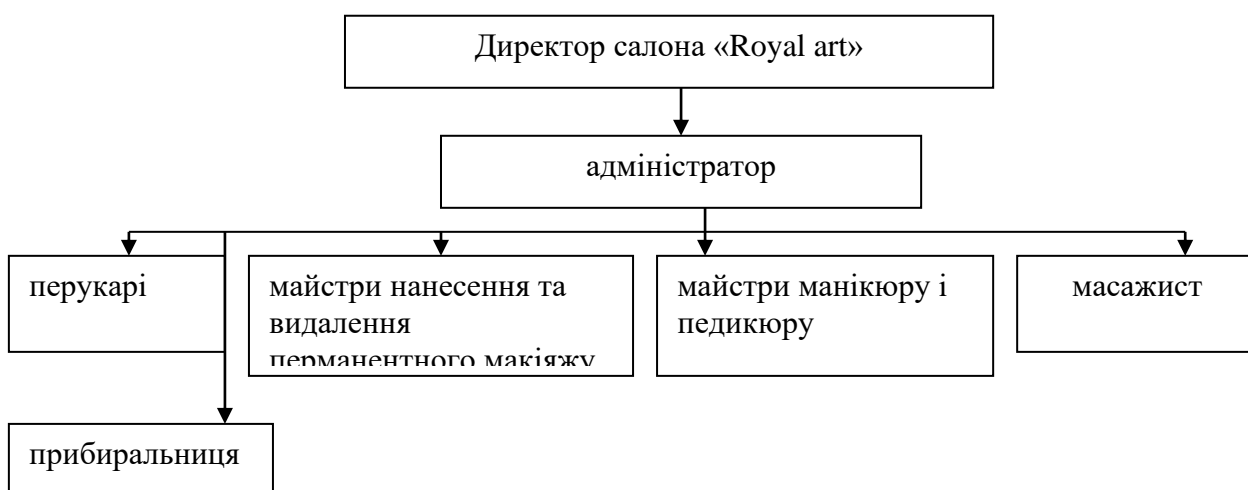 Директор салона «Royal art»
адміністратор
перукарі
майстри нанесення та
видалення
перманентного макіяжу
майстри манікюру і
педикюру
масажист
прибиральниця